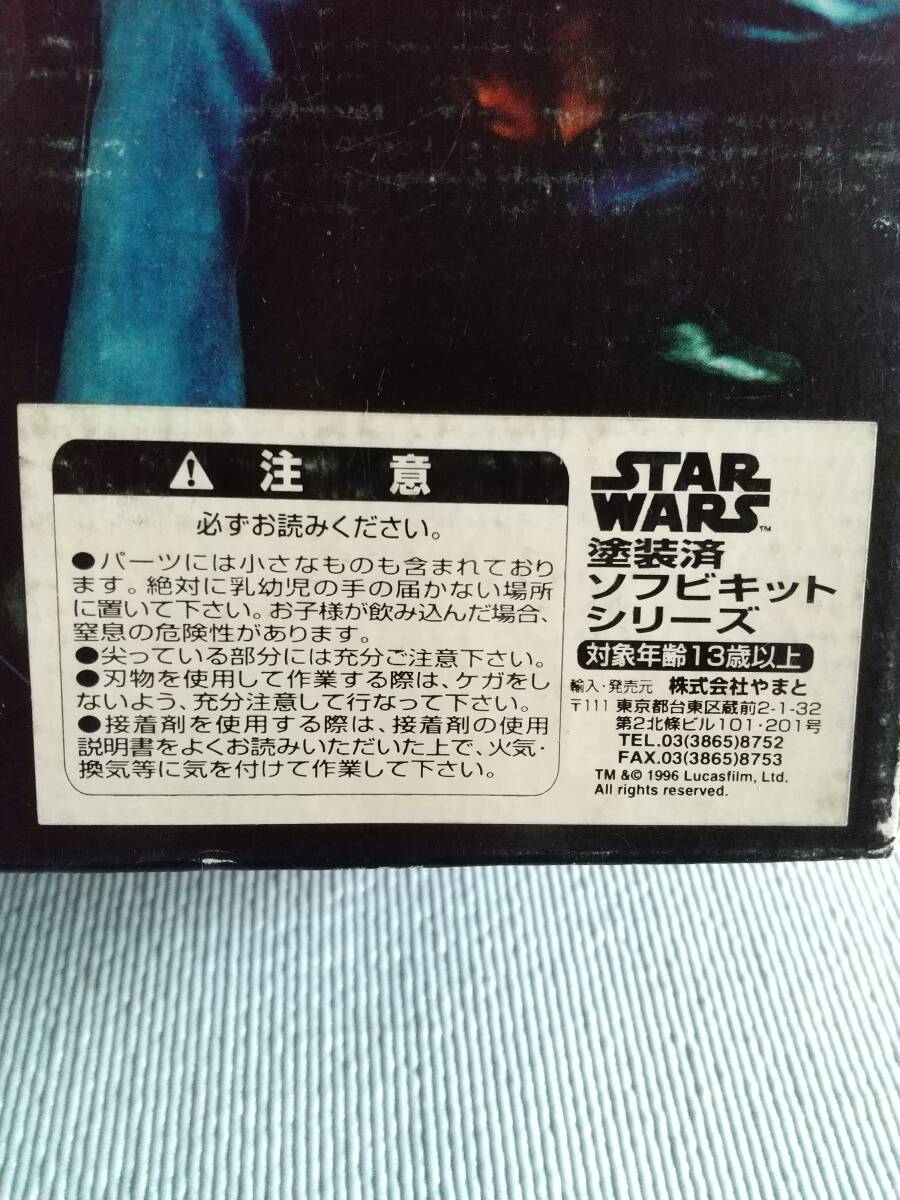 注 意
必ずお読みください。
●パーツには小さなものも含まれており
ます。絶対に乳幼児の手の届かない場所
に置いて下さい。お子様が飲み込んだ場合、
窒息の危険性があります。
●尖っている部分には充分ご注意下さい。
●刃物を使用して作業する際は、ケガをし
ないよう、充分注意して行なって下さい。
●接着剤を使用する際は、接着剤の使用
説明書をよくお読みいただいた上で、火気・
換気等に気を付けて作業して下さい。
STAR
WARS™
塗装済
ソフビキット
シリーズ
対象年齢13歳以上
輸入・発売元 株式会社やまと
〒111 東京都台東区蔵前2-1-32
第2北條ビル101・201号
TEL.03(3865)8752
FAX.03(3865)8753
TM &© 1996 Lucasfilm, Ltd.
All rights reserved.